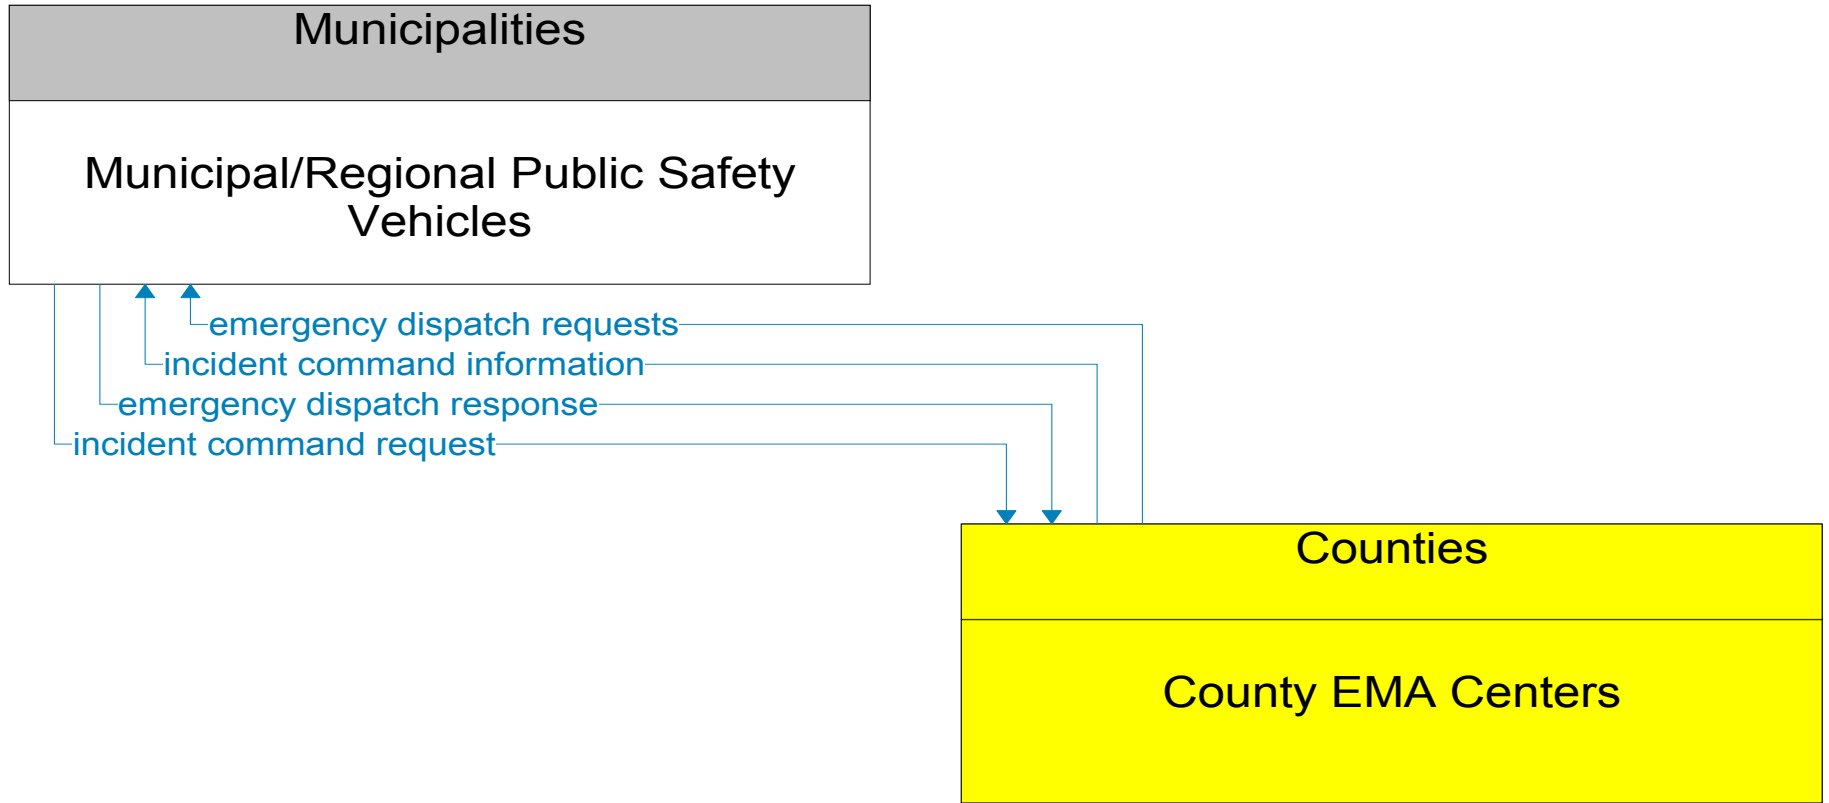 Municipalities
Municipal/Regional Public Safety
Vehicles
emergency dispatch requests
incident command information
emergency dispatch response
incident command request
Counties
County EMA Centers